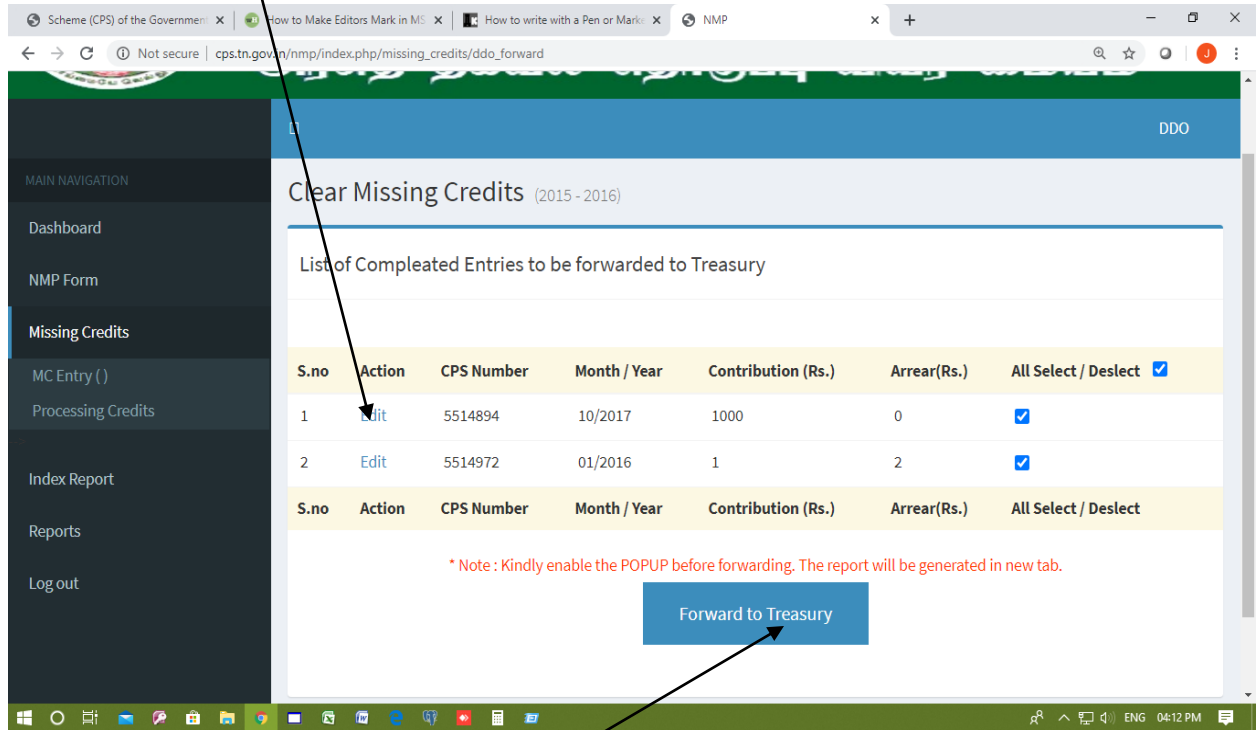 Scheme (CPS) of the Government
How to Make Editors Mark in MS
How to write with a Pen or Marke
NMP
Not secure | cps.tn.gov.in/nmp/index.php/missing_credits/ddo_forward
J
DDO
MAIN NAVIGATION
Clear Missing Credits (2015 - 2016)
Dashboard
List of Compleated Entries to be forwarded to Treasury
NMP Form
Missing Credits
MC Entry ( )
Processing Credits
S.no Action CPS Number Month / Year Contribution (Rs.) Arrear(Rs.) All Select / Deslect
1 Edit 5514894 10/2017 1000 0
2 Edit 5514972 01/2016 1 2
S.no Action CPS Number Month / Year Contribution (Rs.) Arrear(Rs.) All Select / Deslect
Index Report
Reports
Log out
* Note : Kindly enable the POPUP before forwarding. The report will be generated in new tab.
Forward to Treasury
ENG 04:12 PM